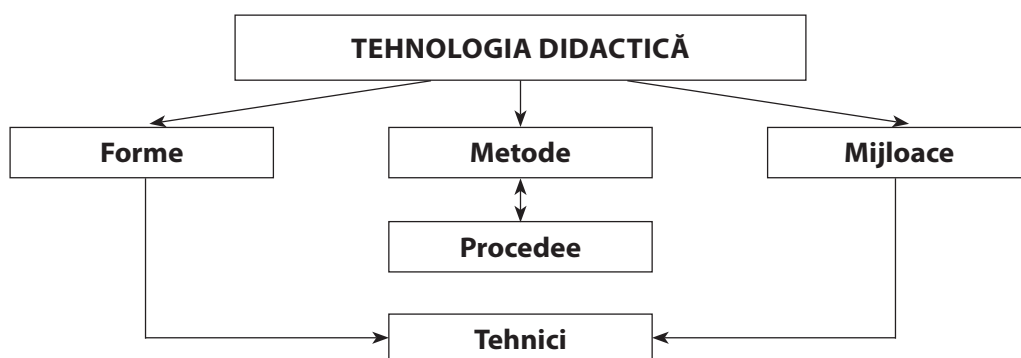 TEHNOLOGIA DIDACTICĂ
Forme
Metode
Mijloace
Procedee
Tehnici